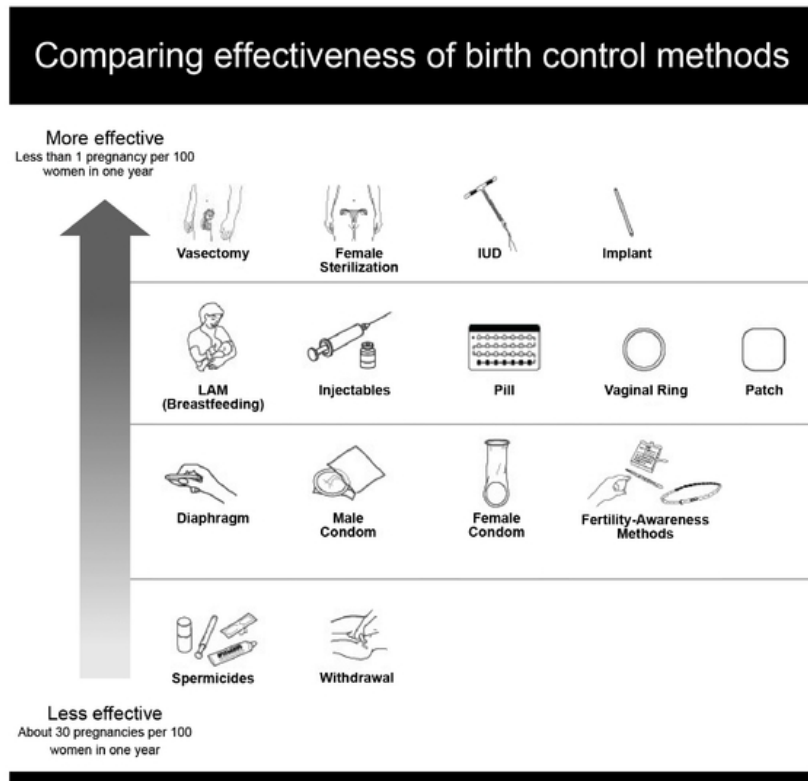 Comparing effectiveness of birth control methods
More effective
Less than 1 pregnancy per 100
women in one year
Vasectomy
Female
Sterilization
IUD
Implant
LAM
(Breastfeeding)
Injectables
Pill
Vaginal Ring
Patch
Diaphragm
Male
Condom
Female
Condom
Fertility-Awareness
Methods
Spermicides
Withdrawal
Less effective
About 30 pregnancies per 100
women in one year